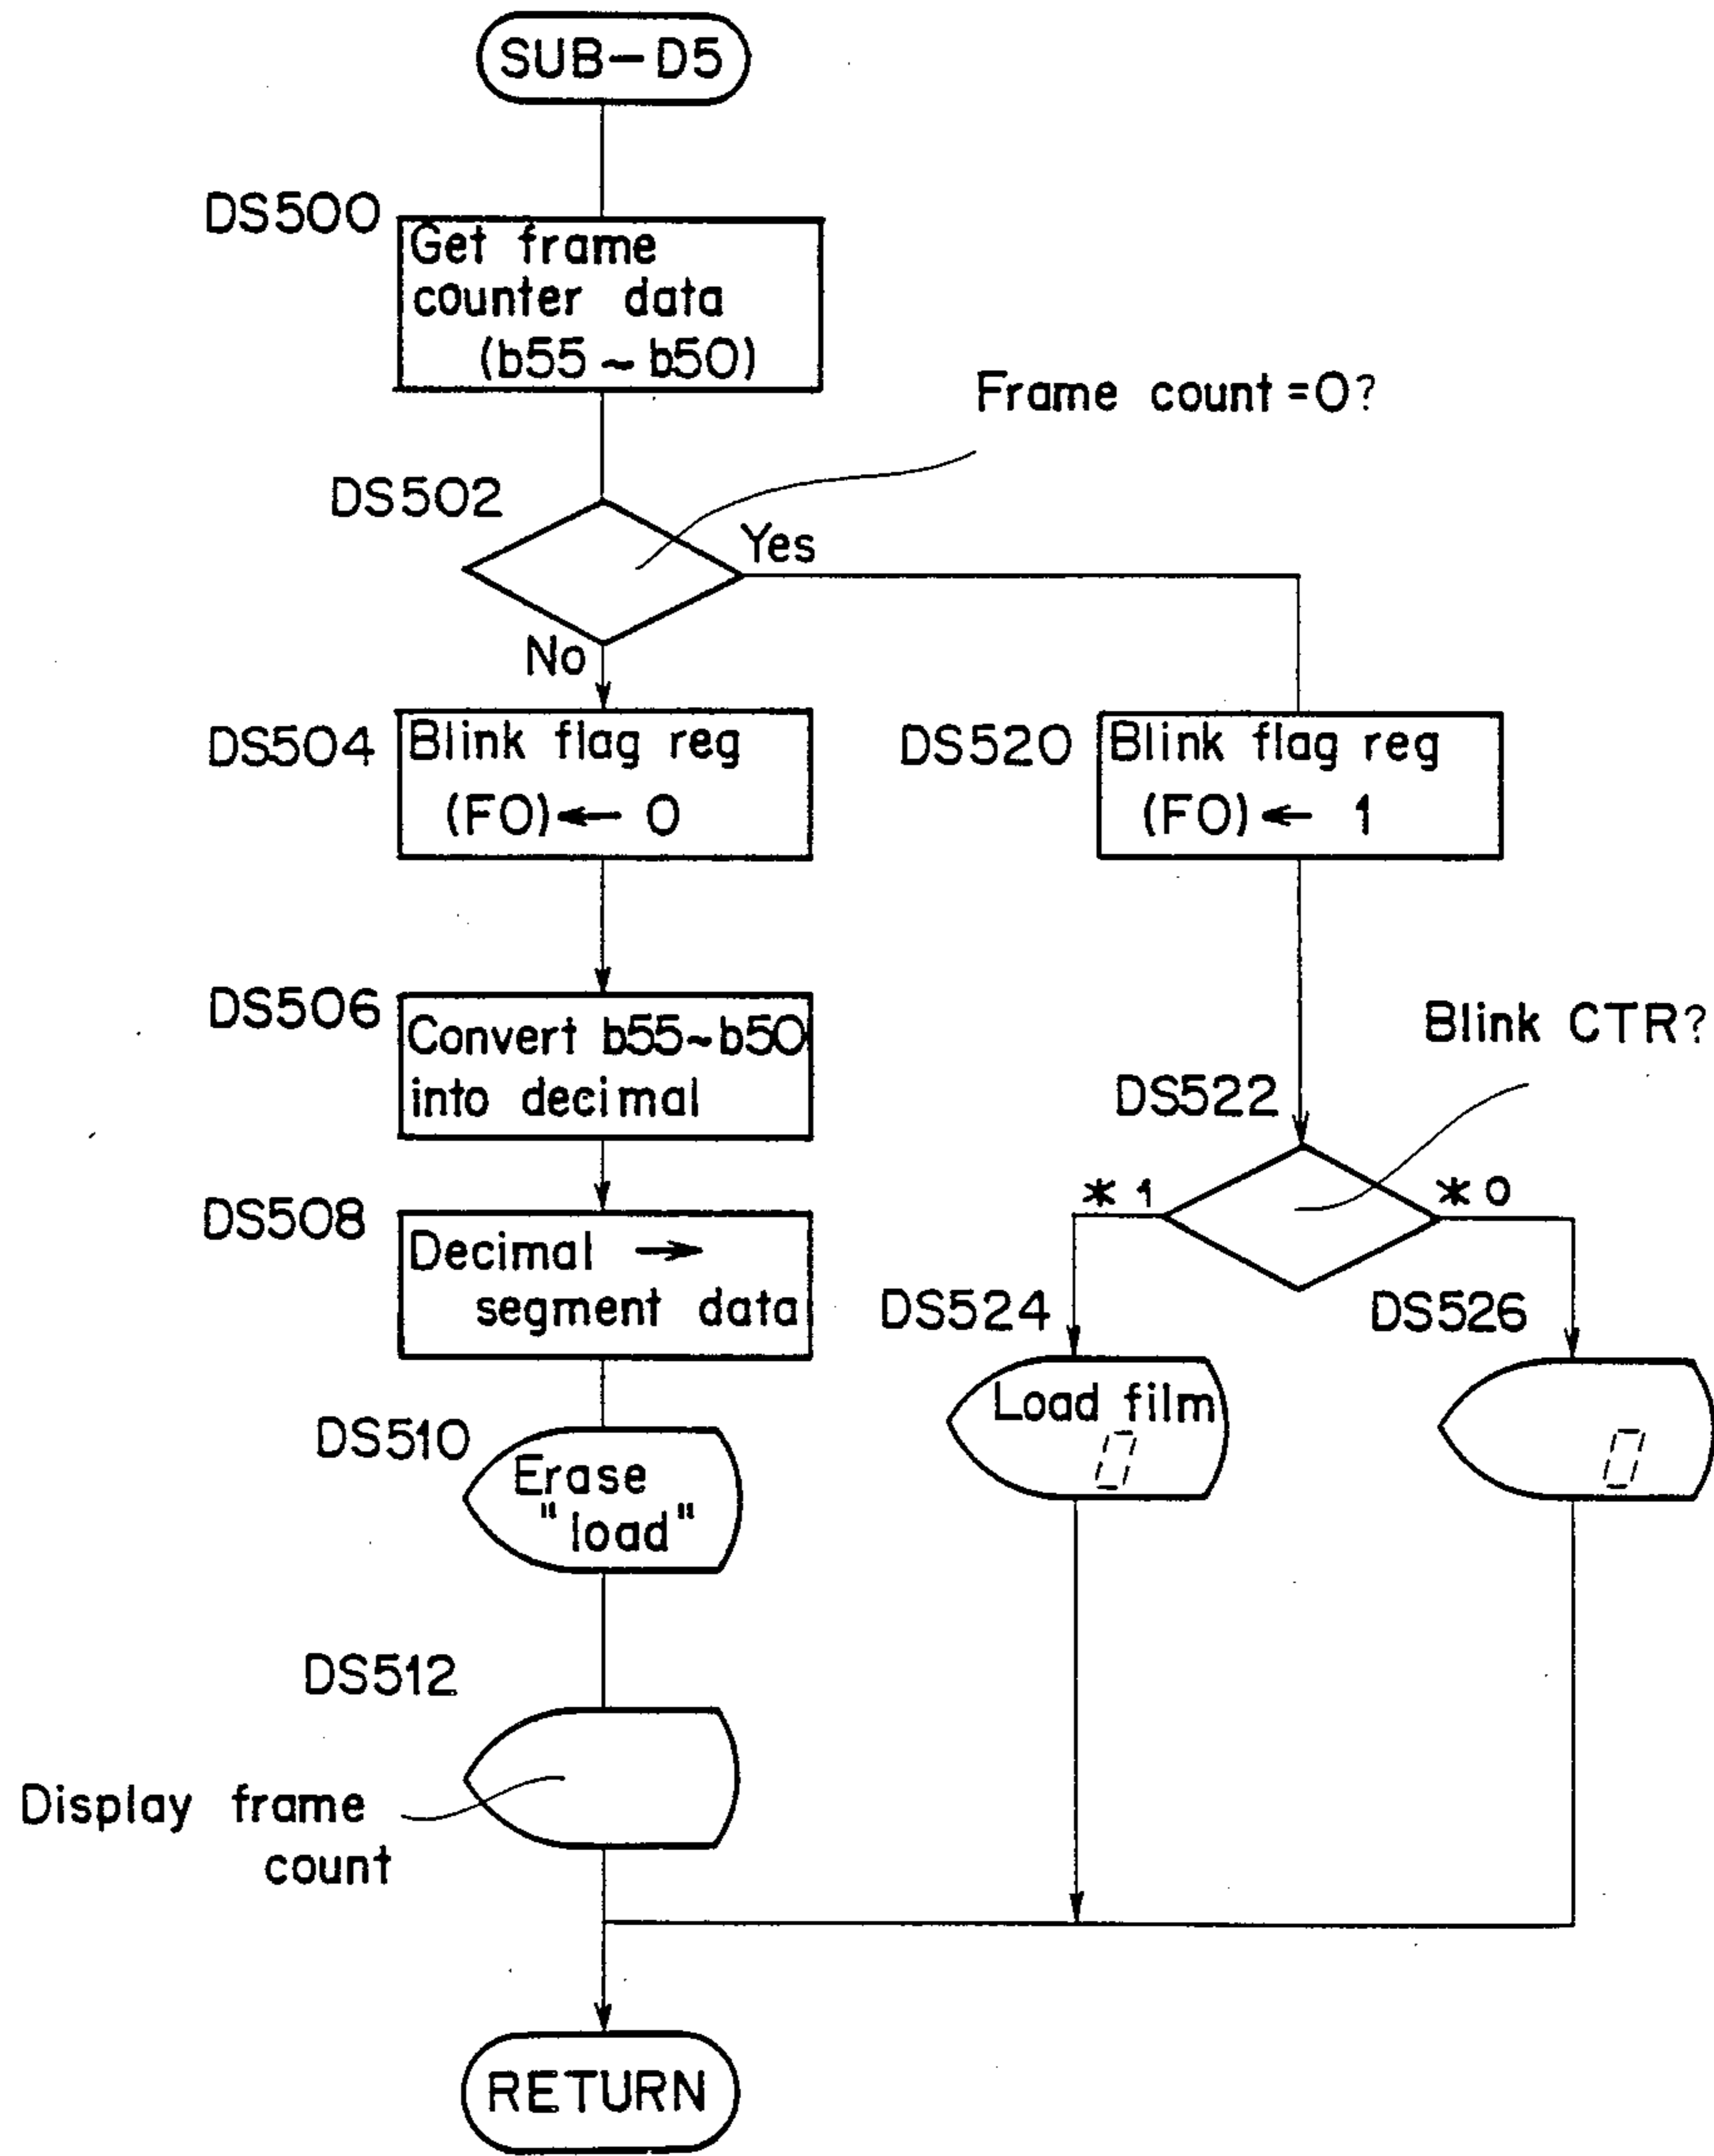 SUB-D5
DS500
Get frame
counter data
(b55 ~ b50)
Frame count=0?
DS502
Yes
No
DS504
Blink flag reg
(F0) ← 0
DS520
Blink flag reg
(F0) ← 1
DS506
Convert b55~b50
into decimal
Blink CTR?
DS522
*1
*0
DS508
Decimal →
segment data
DS524
Load film
0
DS526
0
DS510
Erase
"load"
DS512
Display frame
count
RETURN